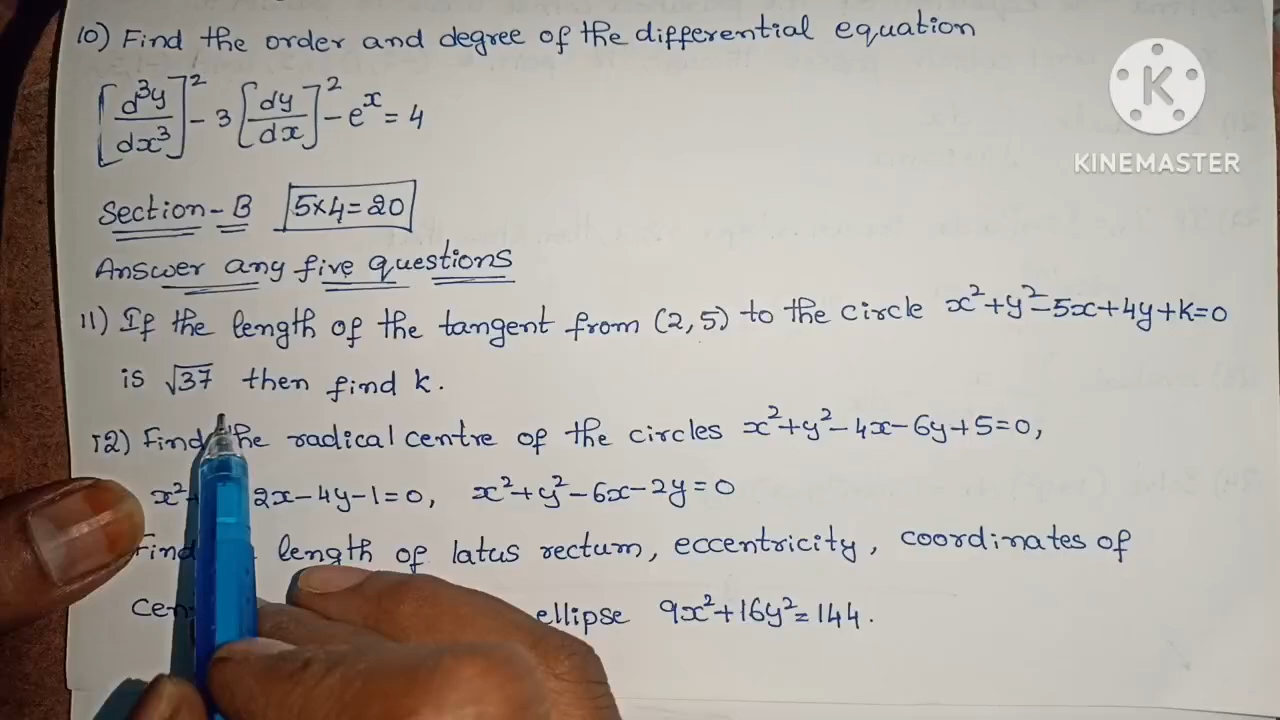 10) Find the order and degree of the differential equation
[d³y/dx³]² - 3 [dy/dx]² - eˣ = 4
Section - B 5×4=20
Answer any five questions
11) If the length of the tangent from (2,5) to the circle x²+y²-5x+4y+k=0
is √37 then find k.
12) Find the radical centre of the circles x²+y²-4x-6y+5=0,
x² 2x-4y-1=0, x²+y²-6x-2y=0
Find length of latus rectum, eccentricity, coordinates of
ellipse 9x²+16y²=144.
K
KINEMASTER